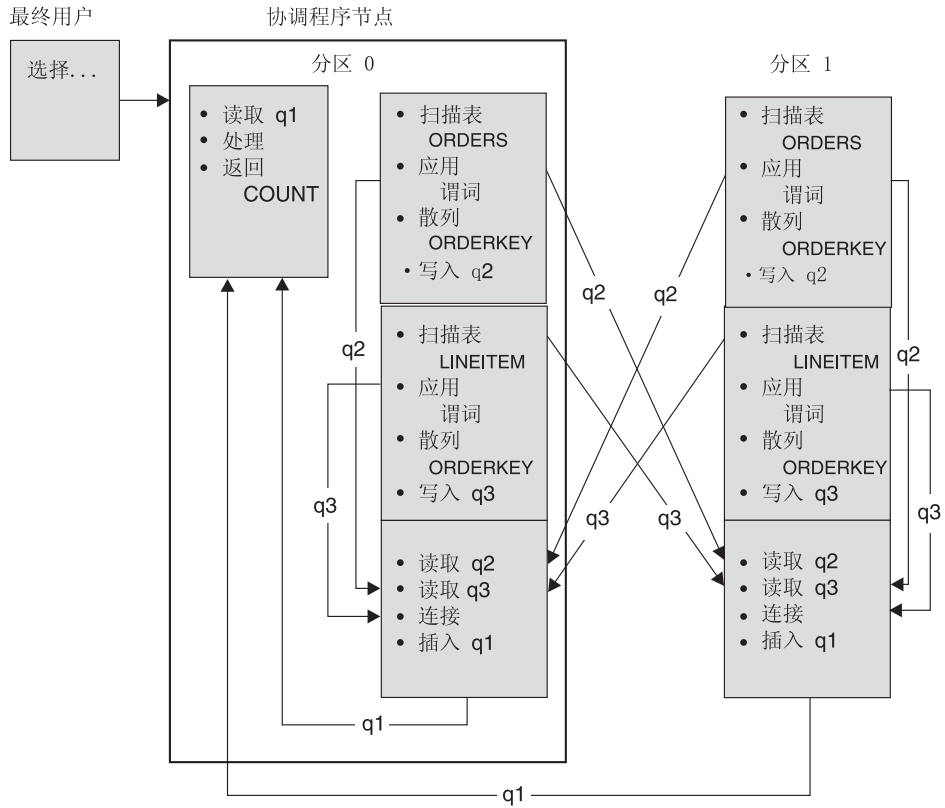 最终用户
协调程序节点
选择...
分区 0
分区 1
• 读取 q1
• 处理
• 返回
COUNT
• 扫描表
ORDERS
• 应用
谓词
• 散列
ORDERKEY
• 写入 q2
• 扫描表
LINEITEM
• 应用
谓词
• 散列
ORDERKEY
• 写入 q3
• 读取 q2
• 读取 q3
• 连接
• 插入 q1
• 扫描表
ORDERS
• 应用
谓词
• 散列
ORDERKEY
• 写入 q2
• 扫描表
LINEITEM
• 应用
谓词
• 散列
ORDERKEY
• 写入 q3
• 读取 q2
• 读取 q3
• 连接
• 插入 q1
q2
q2
q2
q2
q3
q3
q3
q3
q1
q1